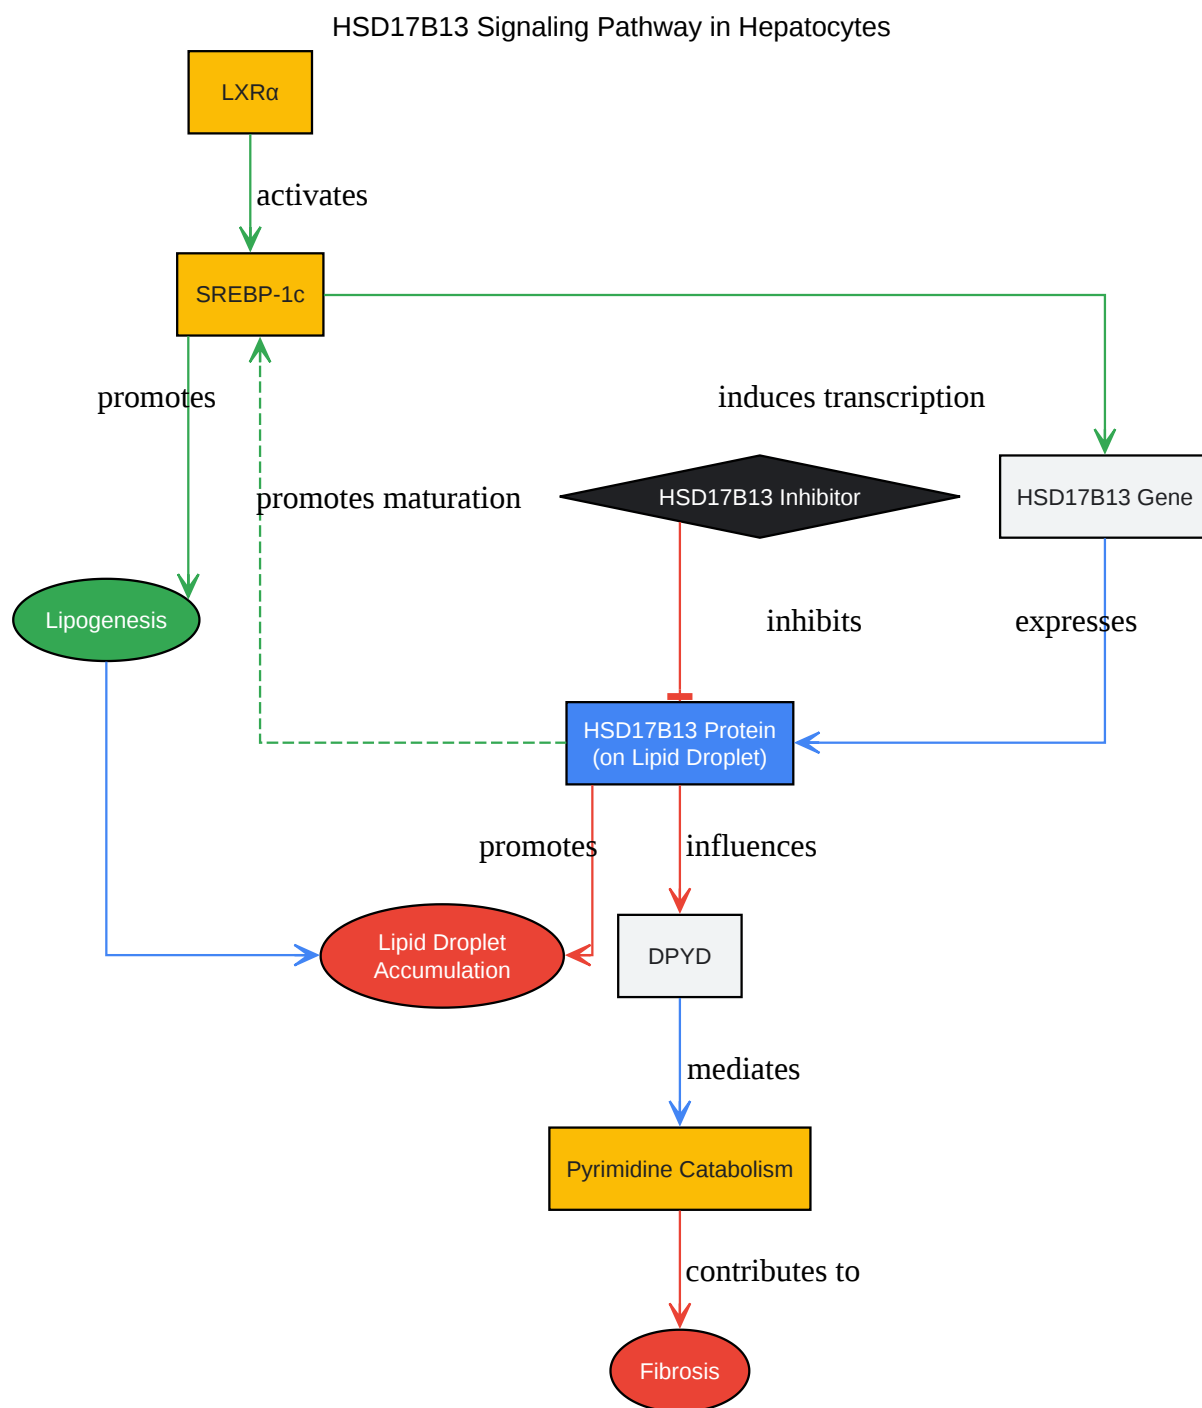 HSD17B13 Signaling Pathway in Hepatocytes
LXRα
activates
SREBP-1c
promotes
induces transcription
promotes maturation
HSD17B13 Inhibitor
HSD17B13 Gene
Lipogenesis
inhibits
expresses
HSD17B13 Protein
(on Lipid Droplet)
promotes
influences
Lipid Droplet
Accumulation
DPYD
mediates
Pyrimidine Catabolism
contributes to
Fibrosis